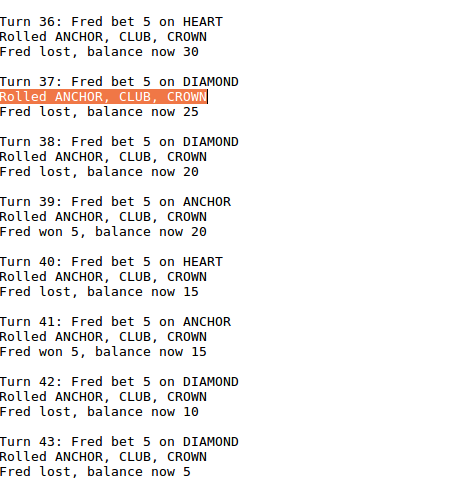 Turn 36: Fred bet 5 on HEART
Rolled ANCHOR, CLUB, CROWN
Fred lost, balance now 30
Turn 37: Fred bet 5 on DIAMOND
Rolled ANCHOR, CLUB, CROWN
Fred lost, balance now 25
Turn 38: Fred bet 5 on DIAMOND
Rolled ANCHOR, CLUB, CROWN
Fred lost, balance now 20
Turn 39: Fred bet 5 on ANCHOR
Rolled ANCHOR, CLUB, CROWN
Fred won 5, balance now 20
Turn 40: Fred bet 5 on HEART
Rolled ANCHOR, CLUB, CROWN
Fred lost, balance now 15
Turn 41: Fred bet 5 on ANCHOR
Rolled ANCHOR, CLUB, CROWN
Fred won 5, balance now 15
Turn 42: Fred bet 5 on DIAMOND
Rolled ANCHOR, CLUB, CROWN
Fred lost, balance now 10
Turn 43: Fred bet 5 on DIAMOND
Rolled ANCHOR, CLUB, CROWN
Fred lost, balance now 5